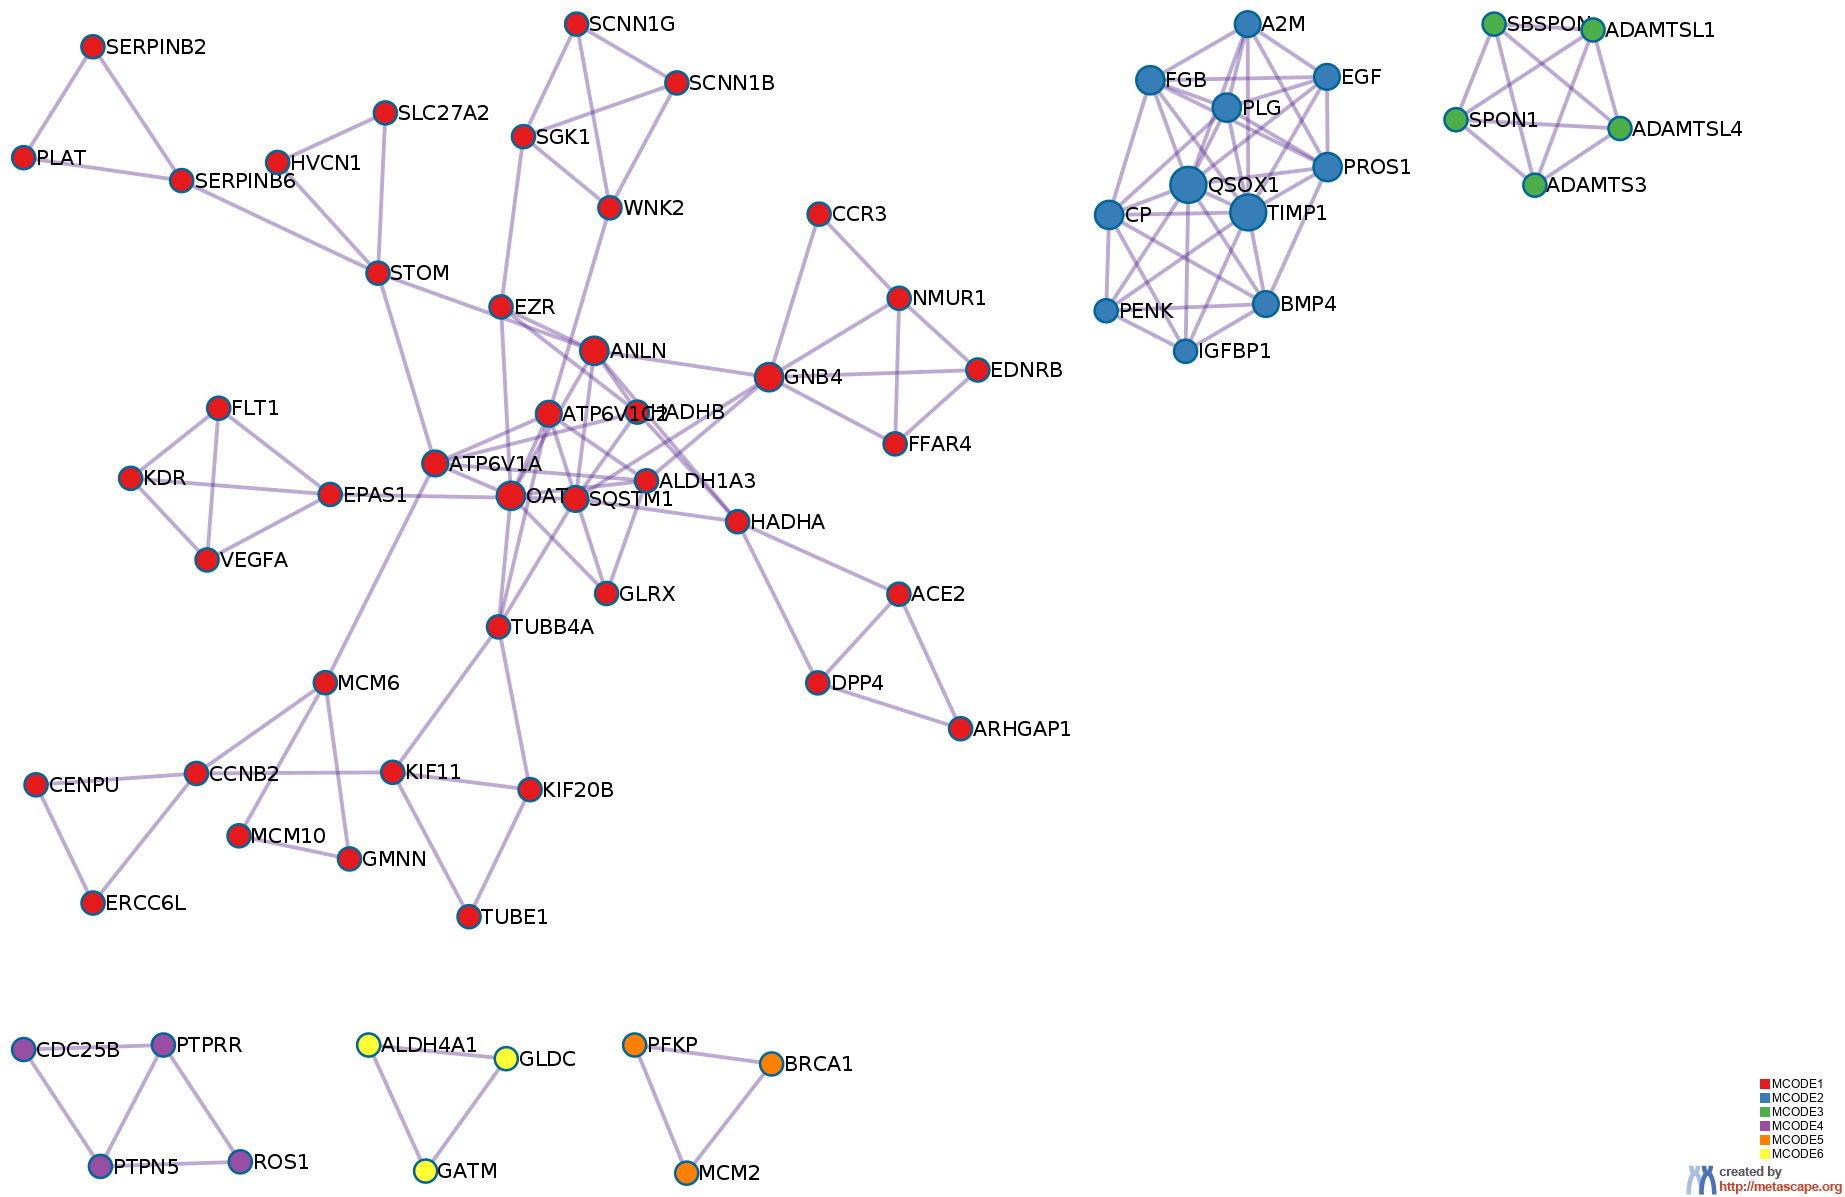 SCNN1G
A2M
SBSPON
ADAMTSL1
SERPINB2
SCNN1B
FGB
EGF
PLG
SLC27A2
SPON1
ADAMTSL4
SGK1
PLAT
HVCN1
PROS1
SERPINB6
QSOX1
ADAMTS3
WNK2
CCR3
CP
TIMP1
STOM
NMUR1
EZR
PENK
BMP4
ANLN
IGFBP1
GNB4
EDNRB
FLT1
ATP6V1C2
HADHB
FFAR4
ATP6V1A
KDR
EPAS1
OAT
SQSTM1
ALDH1A3
HADHA
VEGFA
GLRX
ACE2
TUBB4A
MCM6
DPP4
ARHGAP1
CENPU
CCNB2
KIF11
KIF20B
MCM10
GMNN
ERCC6L
TUBE1
CDC25B
PTPRR
ALDH4A1
GLDC
PFKP
BRCA1
PTPN5
ROS1
GATM
MCM2
MCODE1
MCODE2
MCODE3
MCODE4
MCODE5
MCODE6
created by
http://metascape.org